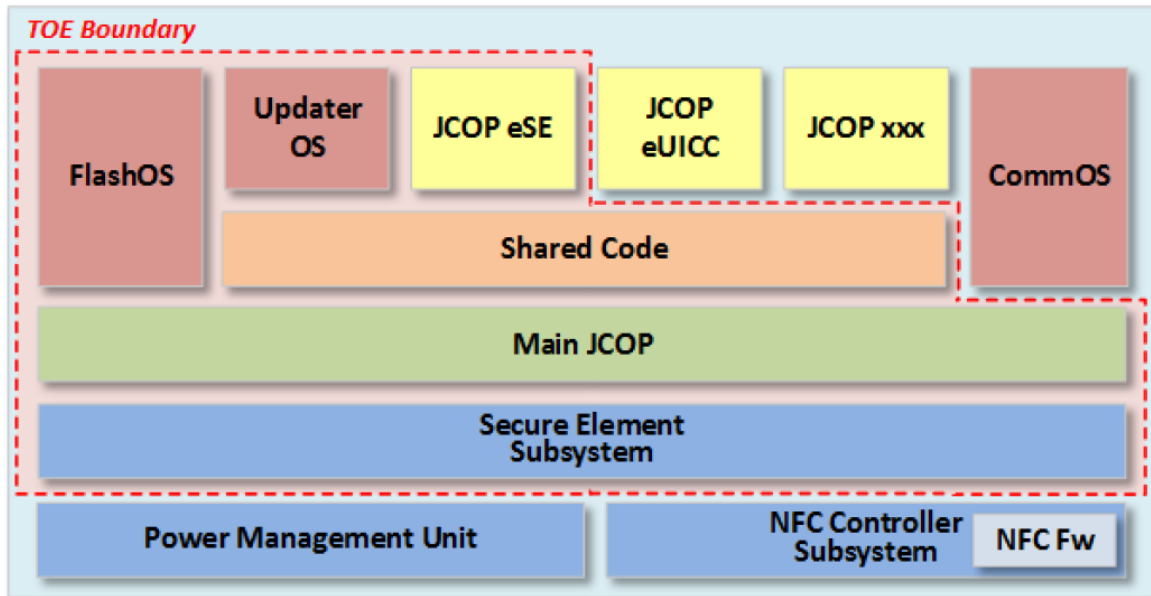 TOE Boundary
FlashOS
Updater
OS
JCOP eSE
JCOP
eUICC
JCOP xxx
CommOS
Shared Code
Main JCOP
Secure Element
Subsystem
Power Management Unit
NFC Controller
Subsystem
NFC Fw